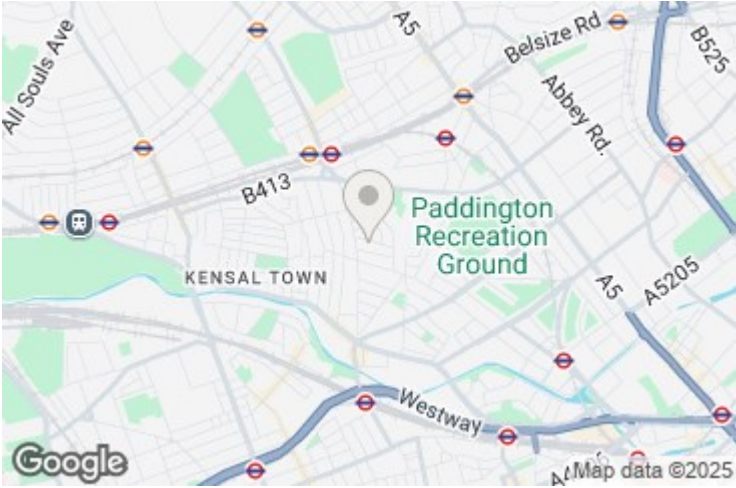 A5
Belsize Rd
B525
All Souls Ave
Abbey Rd.
B413
Paddington
Recreation
Ground
KENSAL TOWN
A5
A5205
Westway
Google
Map data ©2025